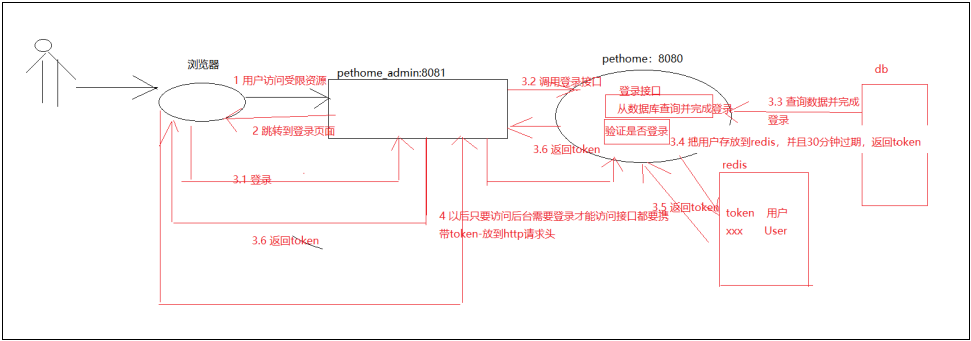 浏览器
1 用户访问受限资源
pethome_admin:8081
3.2 调用登录接口
pethome：8080
登录接口
从数据库查询并完成登录
db
3.3 查询数据并完成
登录
2 跳转到登录页面
验证是否登录
3.6 返回token
3.4 把用户存放到redis，并且30分钟过期，返回token
redis
3.1 登录
3.5 返回token
token 用户
xxx User
4 以后只要访问后台需要登录才能访问接口都要携
带token-放到http请求头
3.6 返回token